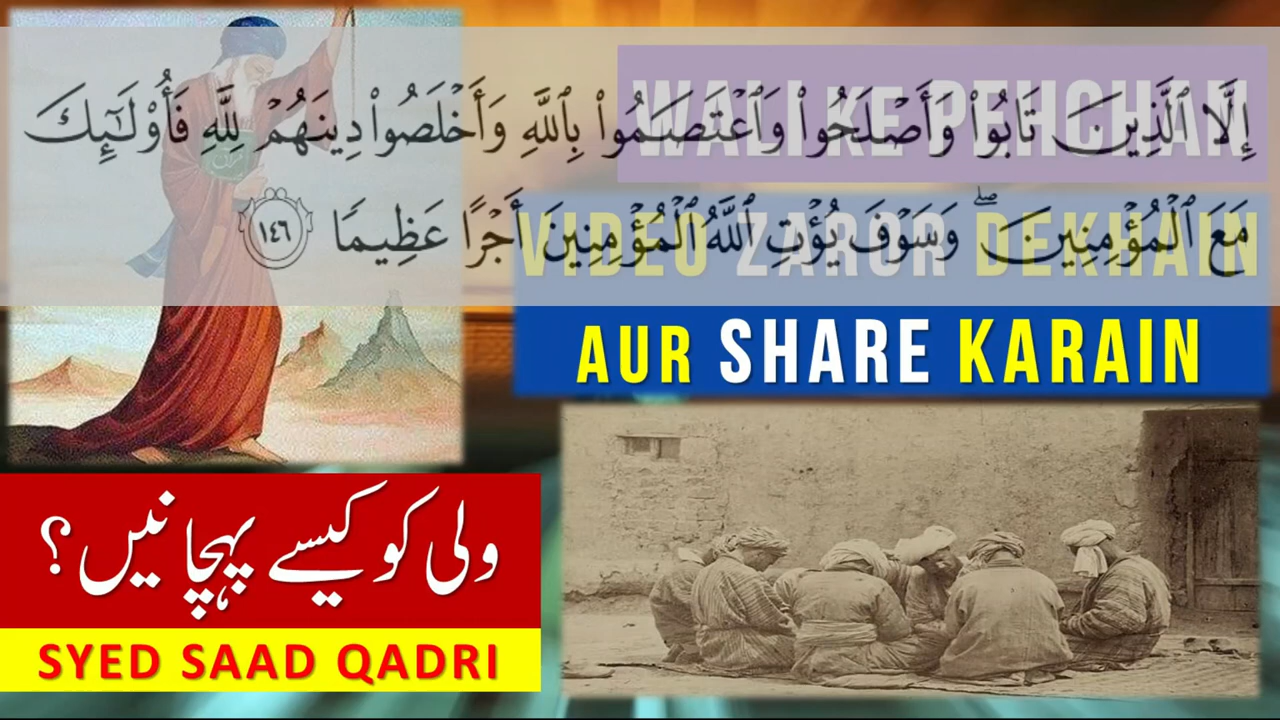 WALI KE PEHCHAN
إِلَّا ٱلَّذِينَ تَابُوا۟ وَأَصْلَحُوا۟ وَٱعْتَصَمُوا۟ بِٱللَّهِ وَأَخْلَصُوا۟ دِينَهُمْ لِلَّهِ فَأُو۟لَـٰٓئِكَ
مَعَ ٱلْمُؤْمِنِينَ ۖ وَسَوْفَ يُؤْتِ ٱللَّهُ ٱلْمُؤْمِنِينَ أَجْرًا عَظِيمًا ١٤٦
VIDEO ZAROR DEKHAIN
AUR SHARE KARAIN
ولی کو کیسے پہچانیں؟
SYED SAAD QADRI